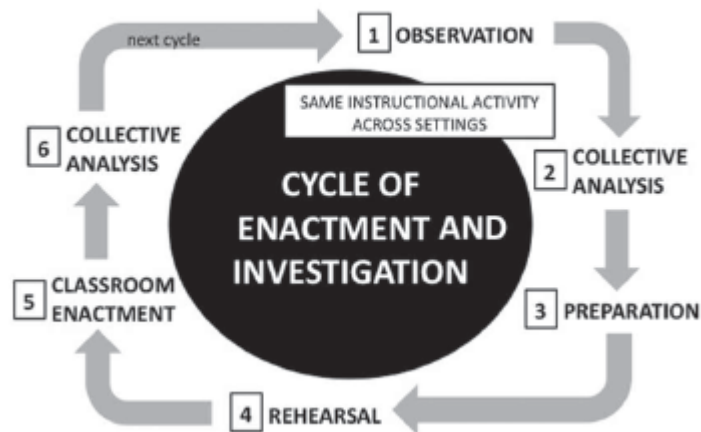 next cycle
1 OBSERVATION
SAME INSTRUCTIONAL ACTIVITY
ACROSS SETTINGS
2 COLLECTIVE
ANALYSIS
3 PREPARATION
4 REHEARSAL
5 CLASSROOM
ENACTMENT
6 COLLECTIVE
ANALYSIS
CYCLE OF
ENACTMENT AND
INVESTIGATION